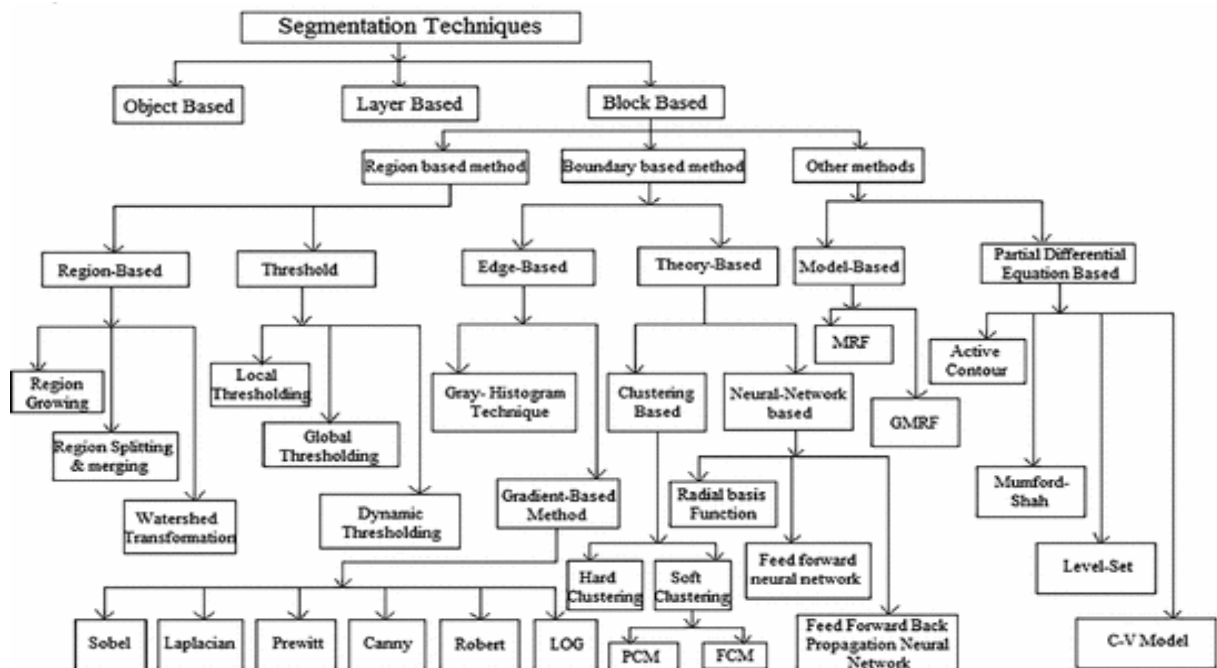 Segmentation Techniques
Object Based
Layer Based
Block Based
Region based method
Boundary based method
Other methods
Region-Based
Threshold
Edge-Based
Theory-Based
Model-Based
Partial Differential
Equation Based
Region
Growing
Region Splitting
& merging
Watershed
Transformation
Local
Thresholding
Global
Thresholding
Dynamic
Thresholding
Gray- Histogram
Technique
Gradient-Based
Method
Clustering
Based
Neural-Network
based
MRF
GMRF
Active
Contour
Mumford-
Shah
Level-Set
C-V Model
Radial basis
Function
Feed forward
neural network
Feed Forward Back
Propagation Neural
Network
Hard
Clustering
Soft
Clustering
PCM
FCM
Sobel
Laplacian
Prewitt
Canny
Robert
LOG